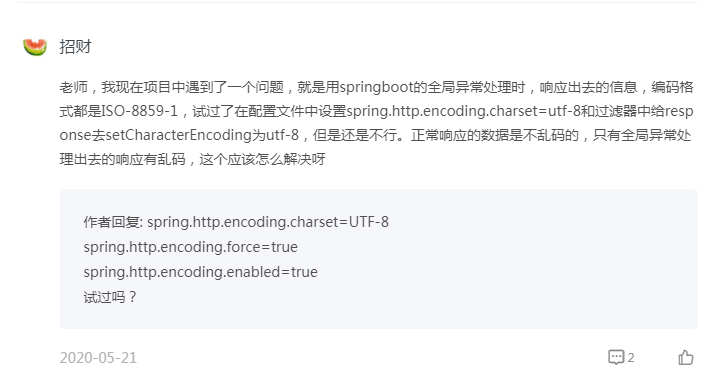 招财
老师，我现在项目中遇到了一个问题，就是用springboot的全局异常处理时，响应出去的信息，编码格
式都是ISO-8859-1，试过了在配置文件中设置spring.http.encoding.charset=utf-8和过滤器中给resp
onse去setCharacterEncoding为utf-8，但是还是不行。正常响应的数据是不乱码的，只有全局异常处
理出去的响应有乱码，这个应该怎么解决呀
作者回复: spring.http.encoding.charset=UTF-8
spring.http.encoding.force=true
spring.http.encoding.enabled=true
试过吗？
2020-05-21
2